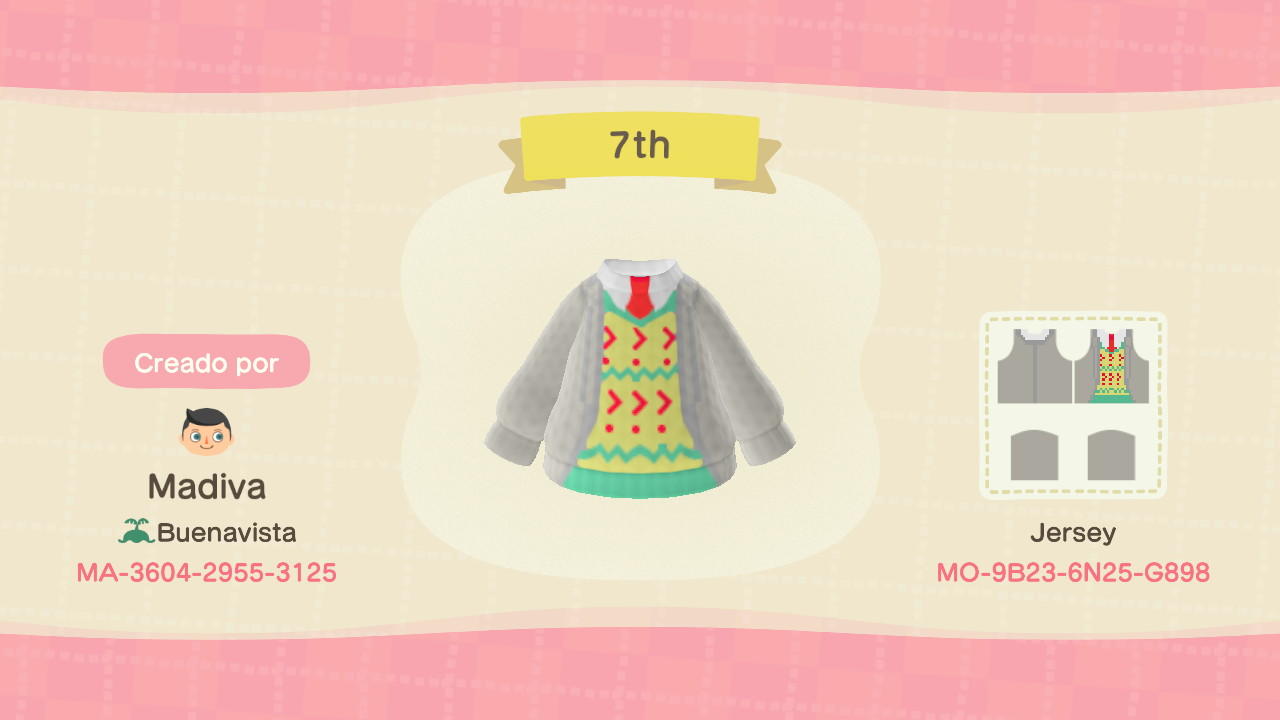 7th
Creado por
Madiva
Buenavista
MA-3604-2955-3125
Jersey
MO-9B23-6N25-G898